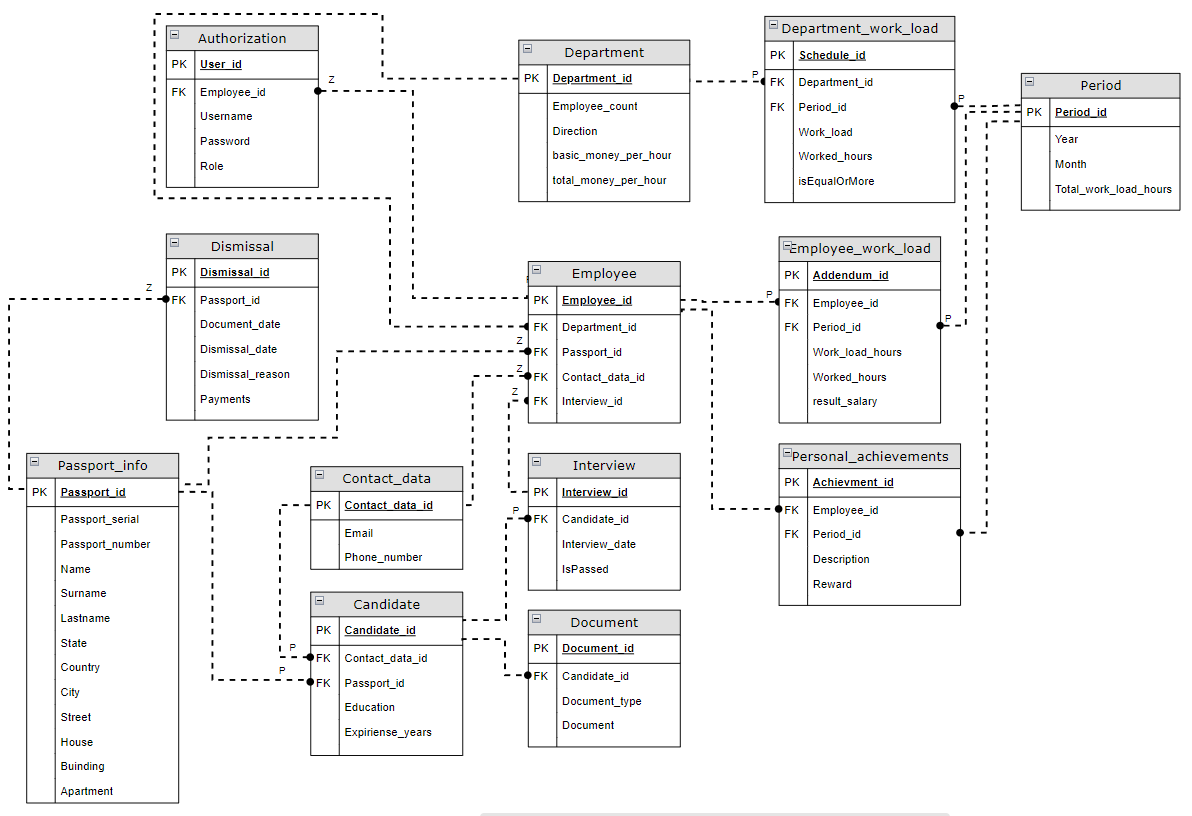 Authorization
PK User_id
FK Employee_id
Username
Password
Role
Z
Department
PK Department_id
Employee_count
Direction
basic_money_per_hour
total_money_per_hour
Department_work_load
PK Schedule_id
P
FK Department_id
FK Period_id
Work_load
Worked_hours
isEqualOrMore
P
Period
PK Period_id
Year
Month
Total_work_load_hours
Dismissal
PK Dismissal_id
Z
FK Passport_id
Document_date
Dismissal_date
Dismissal_reason
Payments
Employee
PK Employee_id
FK Department_id
Z
FK Passport_id
Z
FK Contact_data_id
Z
FK Interview_id
Employee_work_load
PK Addendum_id
P
FK Employee_id
FK Period_id
P
Work_load_hours
Worked_hours
result_salary
Passport_info
PK Passport_id
Passport_serial
Passport_number
Name
Surname
Lastname
State
Country
City
Street
House
Buinding
Apartment
Contact_data
PK Contact_data_id
Email
Phone_number
Interview
PK Interview_id
P
FK Candidate_id
Interview_date
IsPassed
Personal_achievements
PK Achievment_id
FK Employee_id
FK Period_id
Description
Reward
Candidate
PK Candidate_id
P
FK Contact_data_id
P
FK Passport_id
Education
Expiriense_years
Document
PK Document_id
FK Candidate_id
Document_type
Document